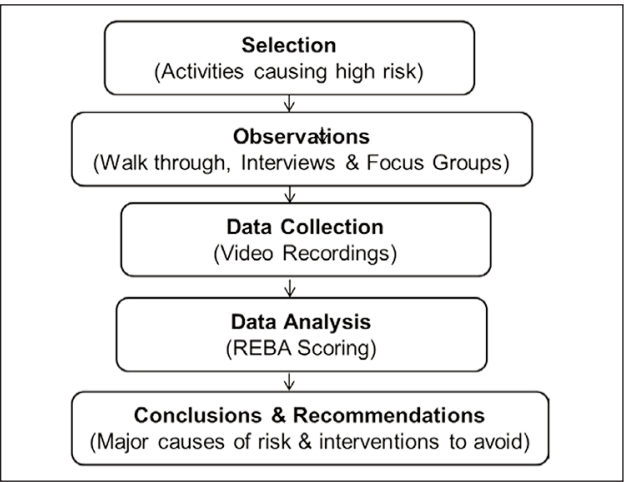 Selection
(Activities causing high risk)
Observations
(Walk through, Interviews & Focus Groups)
Data Collection
(Video Recordings)
Data Analysis
(REBA Scoring)
Conclusions & Recommendations
(Major causes of risk & interventions to avoid)